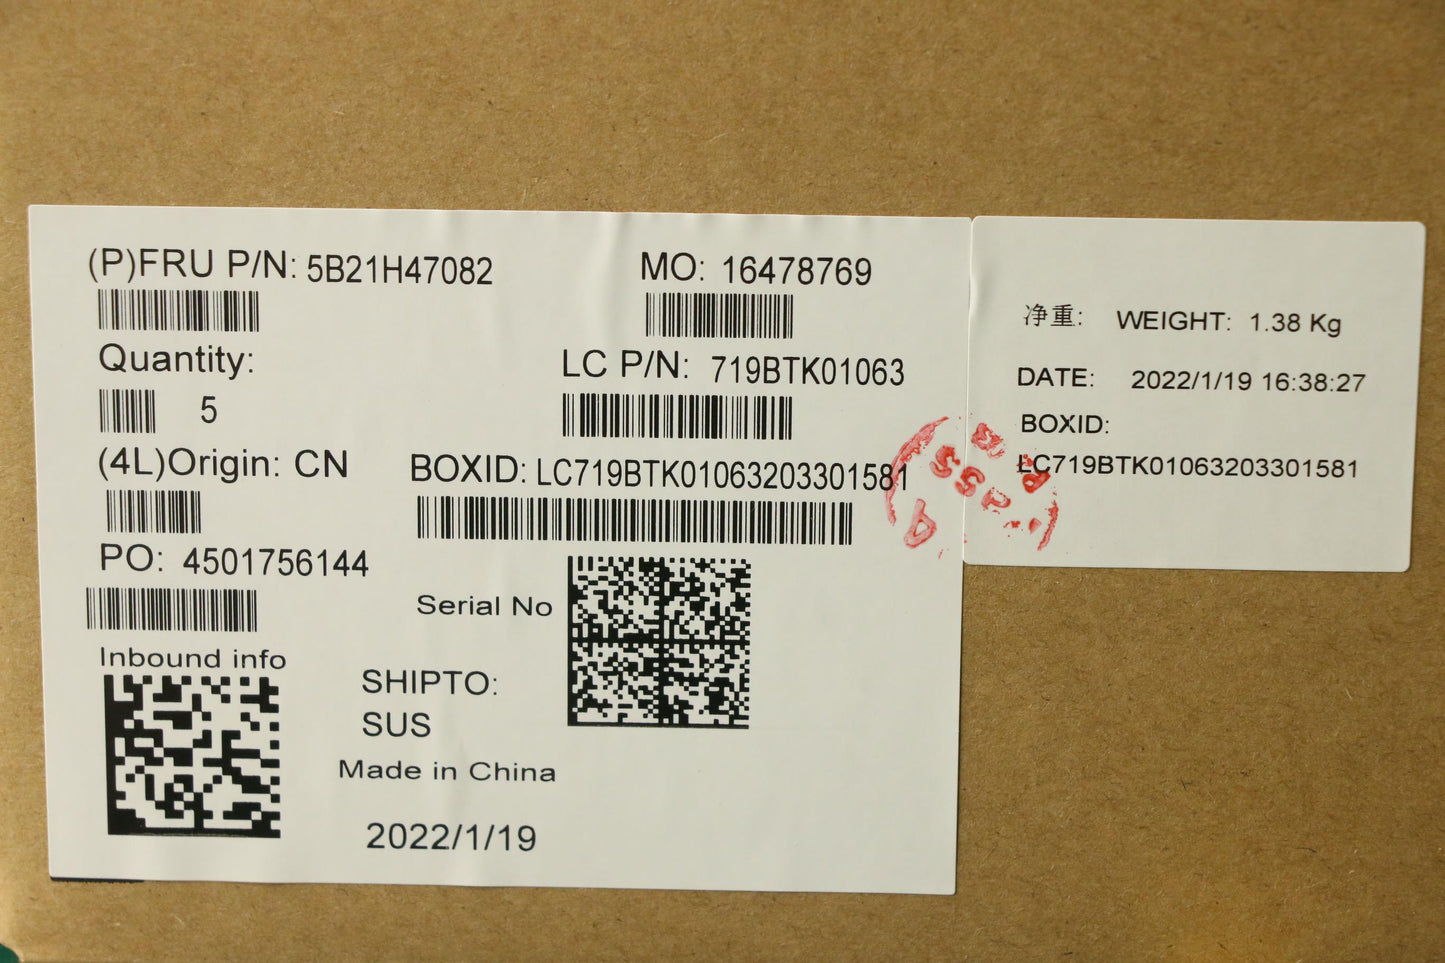 (P)FRU P/N: 5B21H47082
MO: 16478769
Quantity:
5
LC P/N: 719BTK01063
(4L)Origin: CN
BOXID: LC719BTK01063203301581
PO: 4501756144
Serial No
Inbound info
SHIPTO:
SUS
Made in China
2022/1/19
净重: WEIGHT: 1.38 Kg
DATE: 2022/1/19 16:38:27
BOXID:
LC719BTK01063203301581